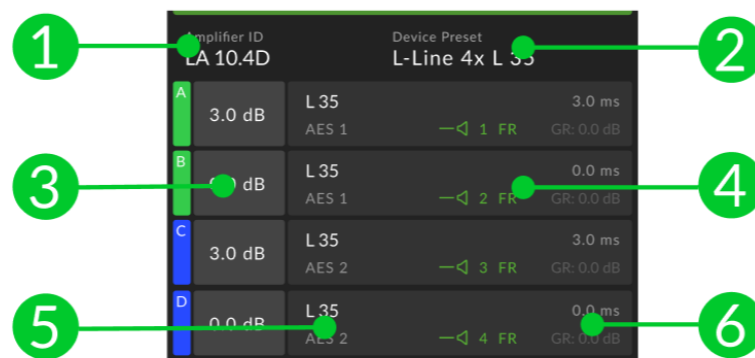 1
2
Amplifier ID
Device Preset
LA 10.4D
L-Line 4x L 35
A
3.0 dB
L 35
3.0 ms
AES 1
1 FR
GR: 0.0 dB
3
4
B
dB
L 35
0.0 ms
AES 1
2 FR
GR: 0.0 dB
C
3.0 dB
L 35
3.0 ms
AES 2
3 FR
GR: 0.0 dB
5
6
D
0.0 dB
L 35
0.0 ms
AES 2
4 FR
GR: 0.0 dB